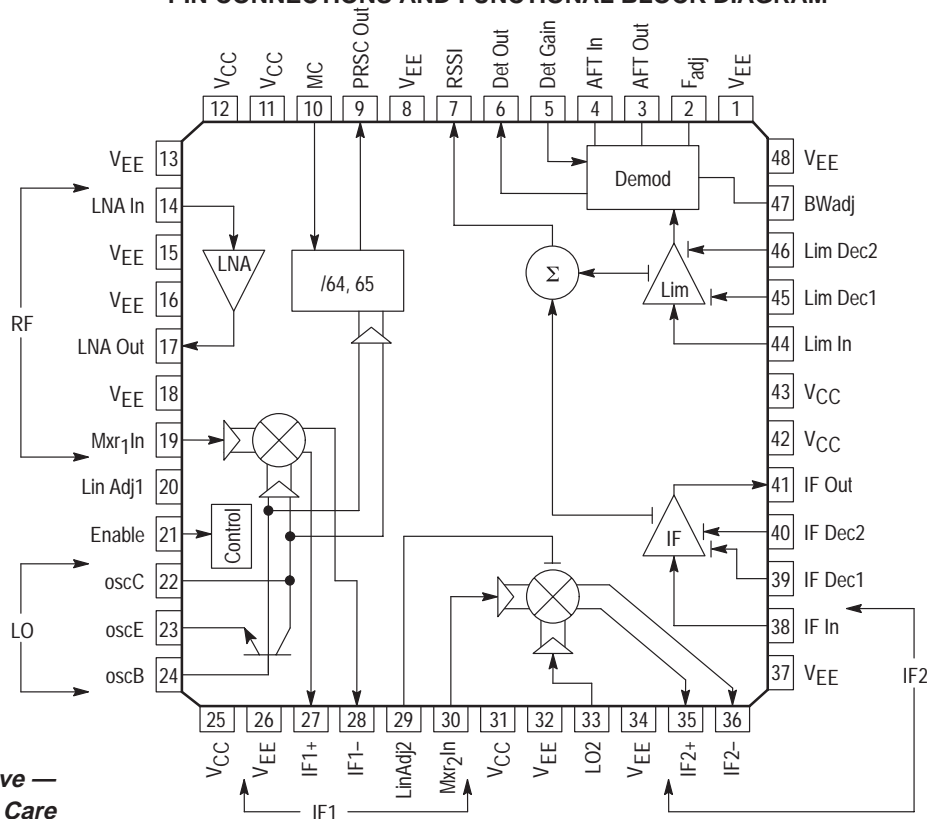 PIN CONNECTIONS AND FUNCTIONAL BLOCK DIAGRAM
VCC
VCC
MC
PRSC Out
VEE
RSSI
Det Out
Det Gain
AFT In
AFT Out
Fadj
VEE
12 11 10 9 8 7 6 5 4 3 2 1
VEE 13
LNA In 14
VEE 15
VEE 16
LNA Out 17
VEE 18
Mxr1In 19
Lin Adj1 20
Enable 21
oscC 22
oscE 23
oscB 24
RF
LO
LNA
/64, 65
Control
Σ
Demod
Lim
IF
48 VEE
47 BWadj
46 Lim Dec2
45 Lim Dec1
44 Lim In
43 VCC
42 VCC
41 IF Out
40 IF Dec2
39 IF Dec1
38 IF In
37 VEE
IF2
25 26 27 28 29 30 31 32 33 34 35 36
VCC
VEE
IF1+
IF1–
LinAdj2
Mxr2In
VCC
VEE
LO2
VEE
IF2+
IF2–
IF1
ve —
Care